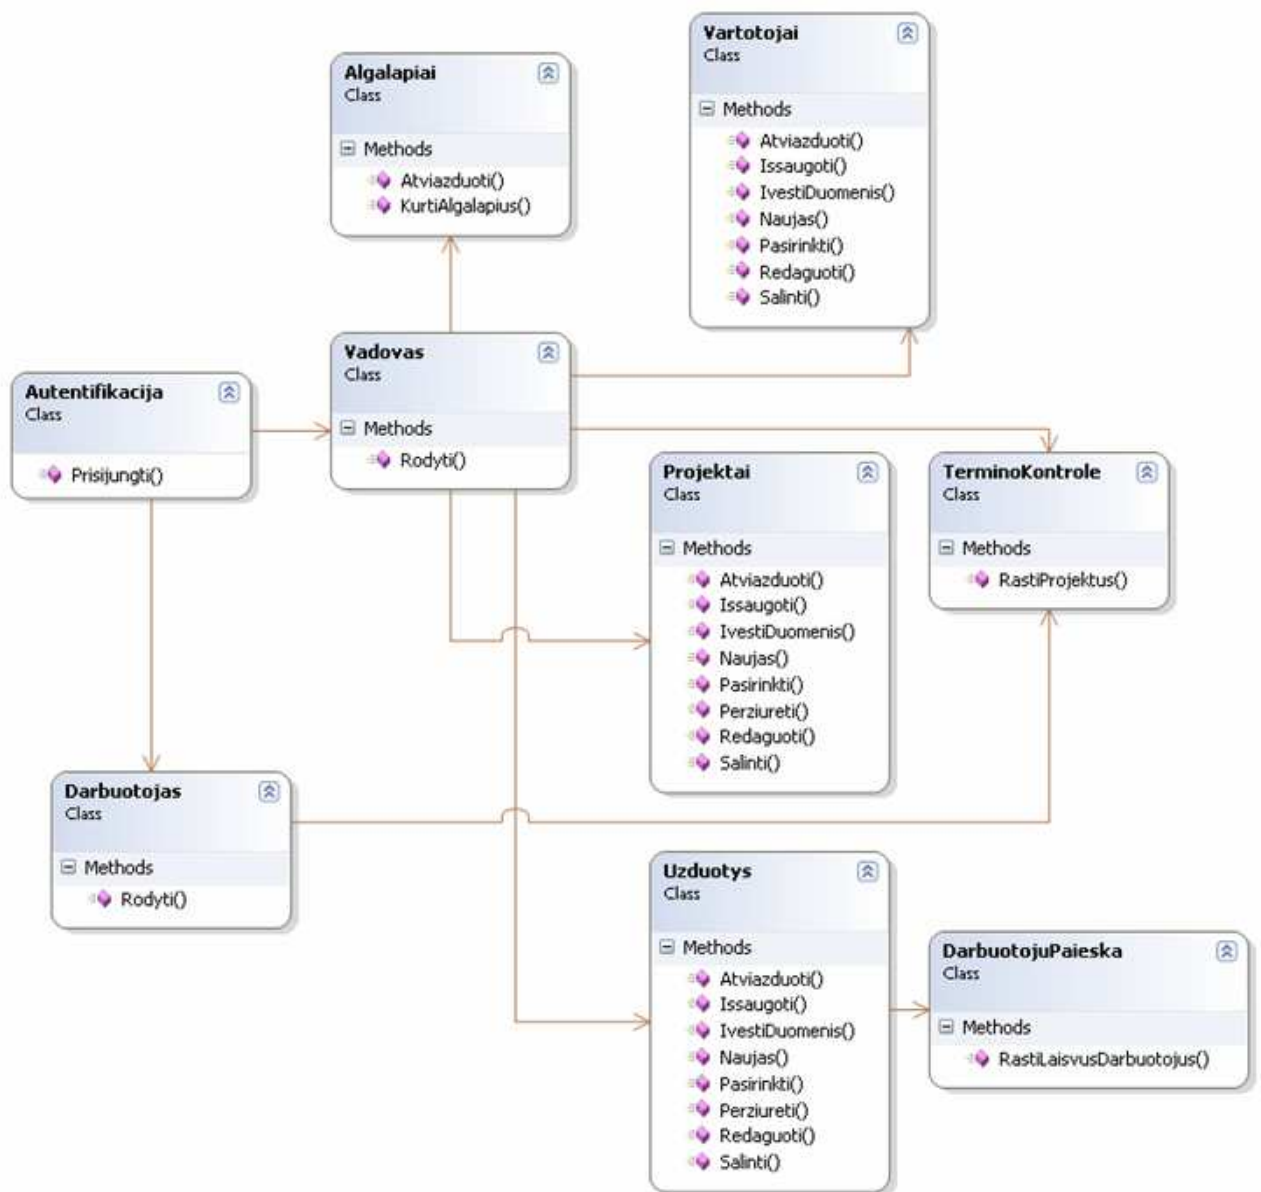 Vartotojai
Class
Methods
Atviazduoti()
Issaugoti()
IvestiDuomenis()
Naujas()
Pasirinkti()
Redaguoti()
Salinti()
Algalapiai
Class
Methods
Atviazduoti()
KurtiAlgalapius()
Vadovas
Class
Methods
Rodyti()
Autentifikacija
Class
Prisijungti()
Projektai
Class
Methods
Atviazduoti()
Issaugoti()
IvestiDuomenis()
Naujas()
Pasirinkti()
Perziureti()
Redaguoti()
Salinti()
TerminoKontrole
Class
Methods
RastiProjektus()
Darbuotojas
Class
Methods
Rodyti()
Uzduotys
Class
Methods
Atviazduoti()
Issaugoti()
IvestiDuomenis()
Naujas()
Pasirinkti()
Perziureti()
Redaguoti()
Salinti()
DarbuotojuPaieska
Class
Methods
RastiLaisvusDarbuotojus()